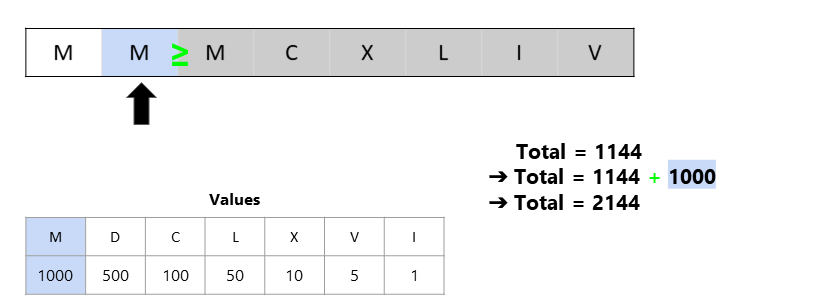 M M ≥ M C X L I V
Total = 1144
➔ Total = 1144 + 1000
➔ Total = 2144
Values
M D C L X V I
1000 500 100 50 10 5 1